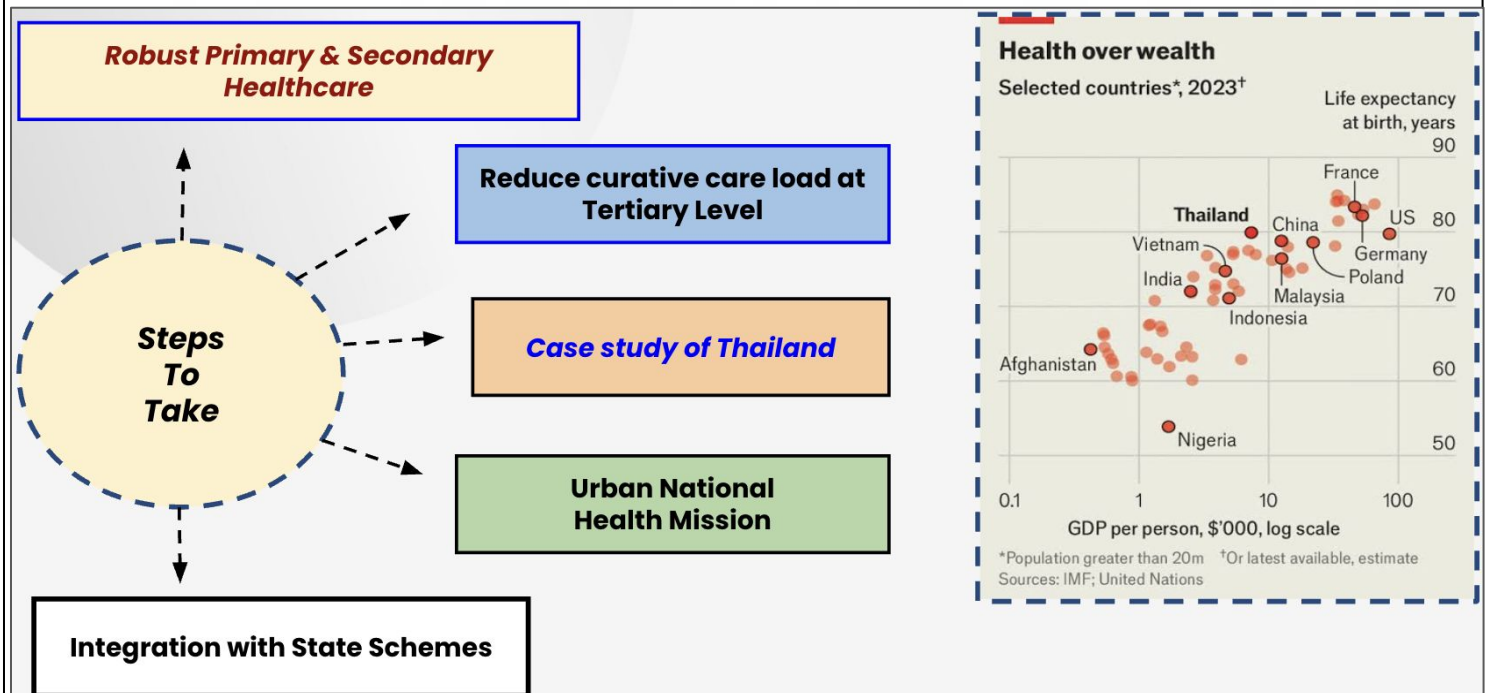 Robust Primary & Secondary
Healthcare
Reduce curative care load at
Tertiary Level
Steps
To
Take
Case study of Thailand
Urban National
Health Mission
Integration with State Schemes
Health over wealth
Selected countries*, 2023†
Life expectancy
at birth, years
90
France
Thailand
China
80
US
Vietnam
Germany
India
Poland
Malaysia
70
Indonesia
Afghanistan
60
Nigeria
50
0.1 1 10 100
GDP per person, $'000, log scale
*Population greater than 20m †Or latest available, estimate
Sources: IMF; United Nations